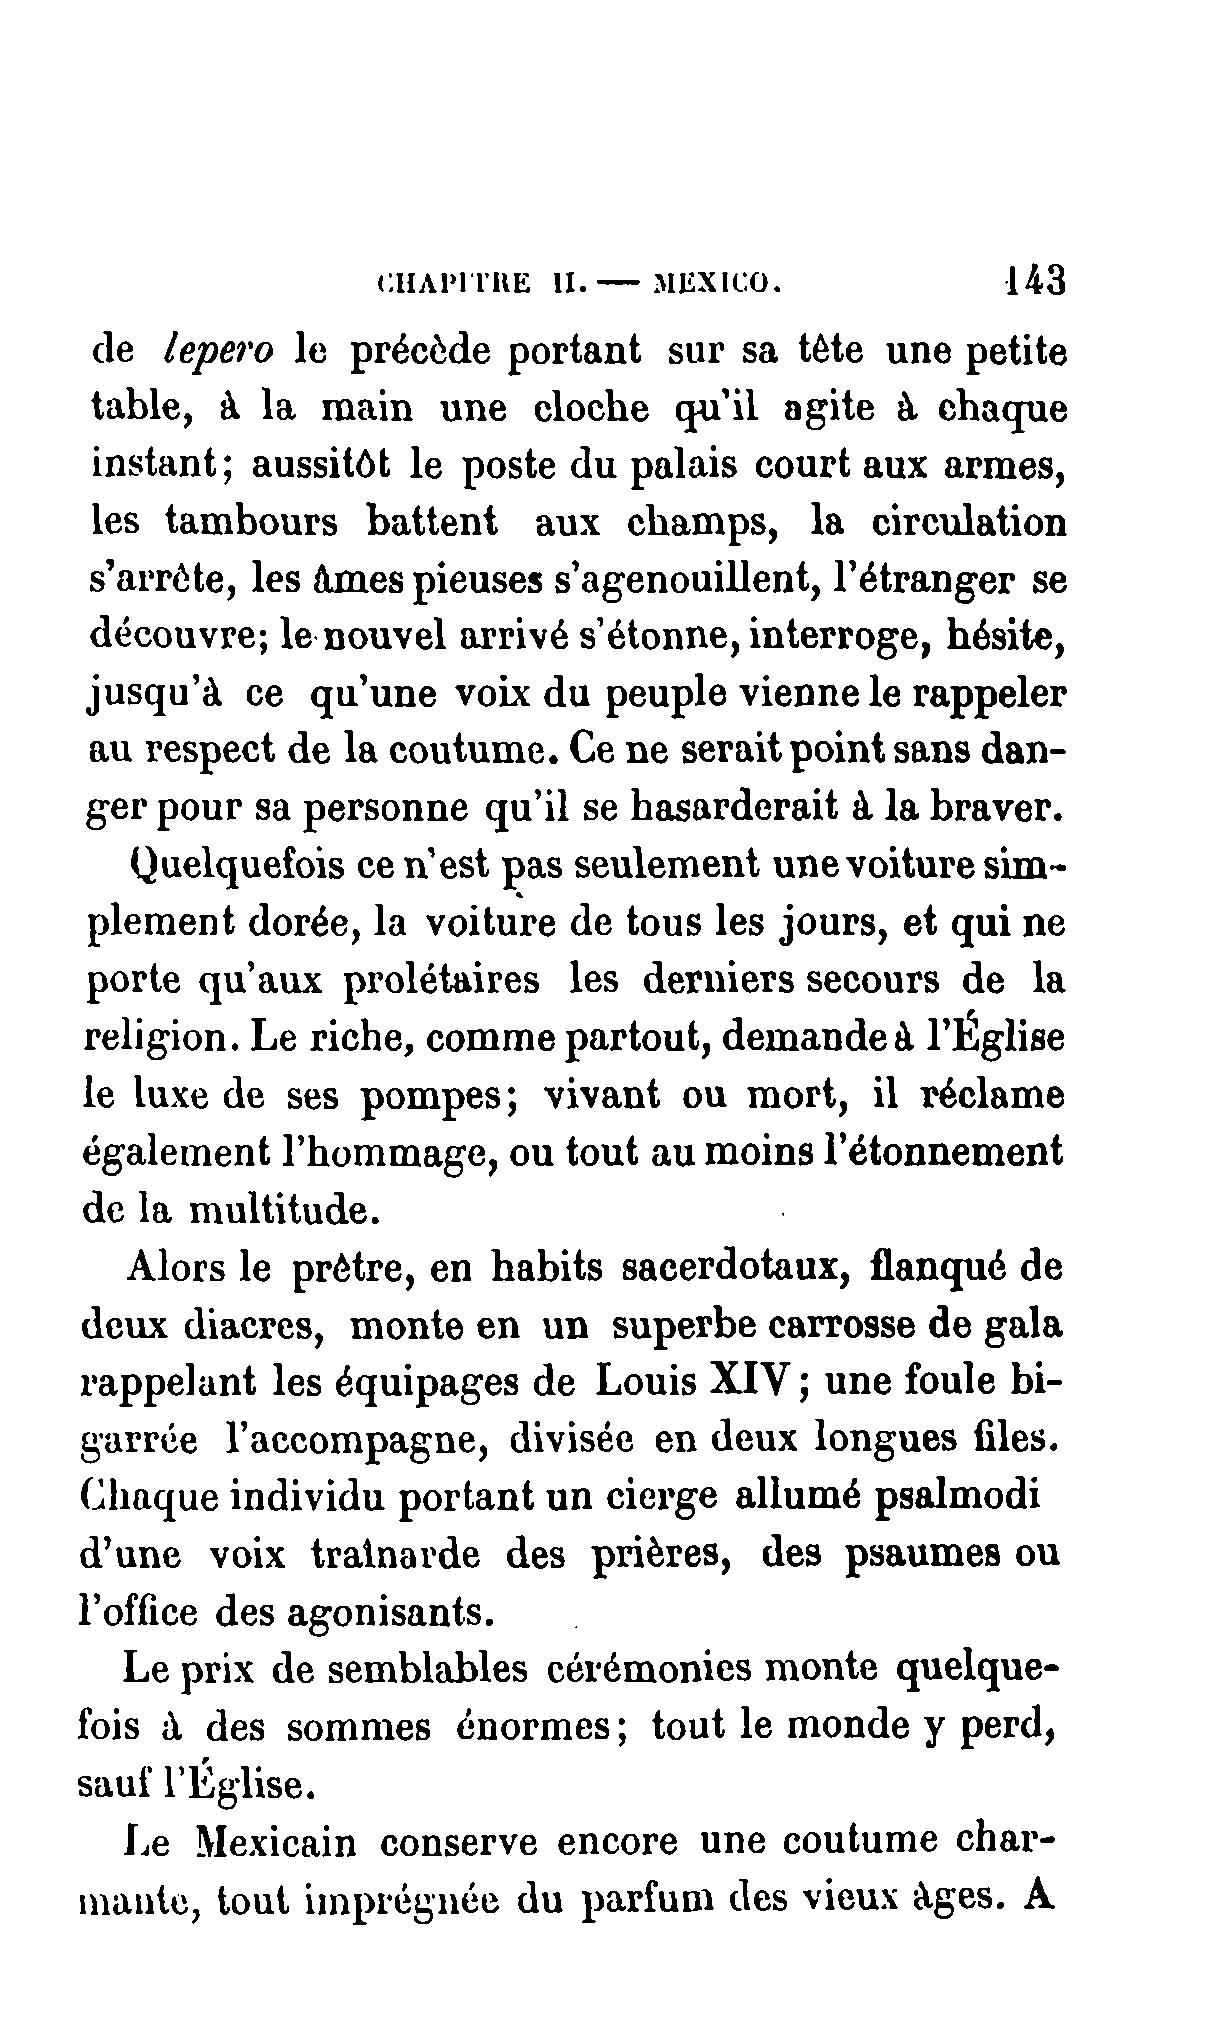 CHAPITRE II. — MEXICO. 143
de lepero le précède portant sur sa tête une petite
table, à la main une cloche qu'il agite à chaque
instant; aussitôt le poste du palais court aux armes,
les tambours battent aux champs, la circulation
s'arrête, les âmes pieuses s'agenouillent, l'étranger se
découvre; le nouvel arrivé s'étonne, interroge, hésite,
jusqu'à ce qu'une voix du peuple vienne le rappeler
au respect de la coutume. Ce ne serait point sans dan-
ger pour sa personne qu'il se hasarderait à la braver.
Quelquefois ce n'est pas seulement une voiture sim-
plement dorée, la voiture de tous les jours, et qui ne
porte qu'aux prolétaires les derniers secours de la
religion. Le riche, comme partout, demande à l'Église
le luxe de ses pompes; vivant ou mort, il réclame
également l'hommage, ou tout au moins l'étonnement
de la multitude.
Alors le prêtre, en habits sacerdotaux, flanqué de
deux diacres, monte en un superbe carrosse de gala
rappelant les équipages de Louis XIV; une foule bi-
garrée l'accompagne, divisée en deux longues files.
Chaque individu portant un cierge allumé psalmodi
d'une voix traînarde des prières, des psaumes ou
l'office des agonisants.
Le prix de semblables cérémonies monte quelque-
fois à des sommes énormes; tout le monde y perd,
sauf l'Église.
Le Mexicain conserve encore une coutume char-
mante, tout imprégnée du parfum des vieux âges. A